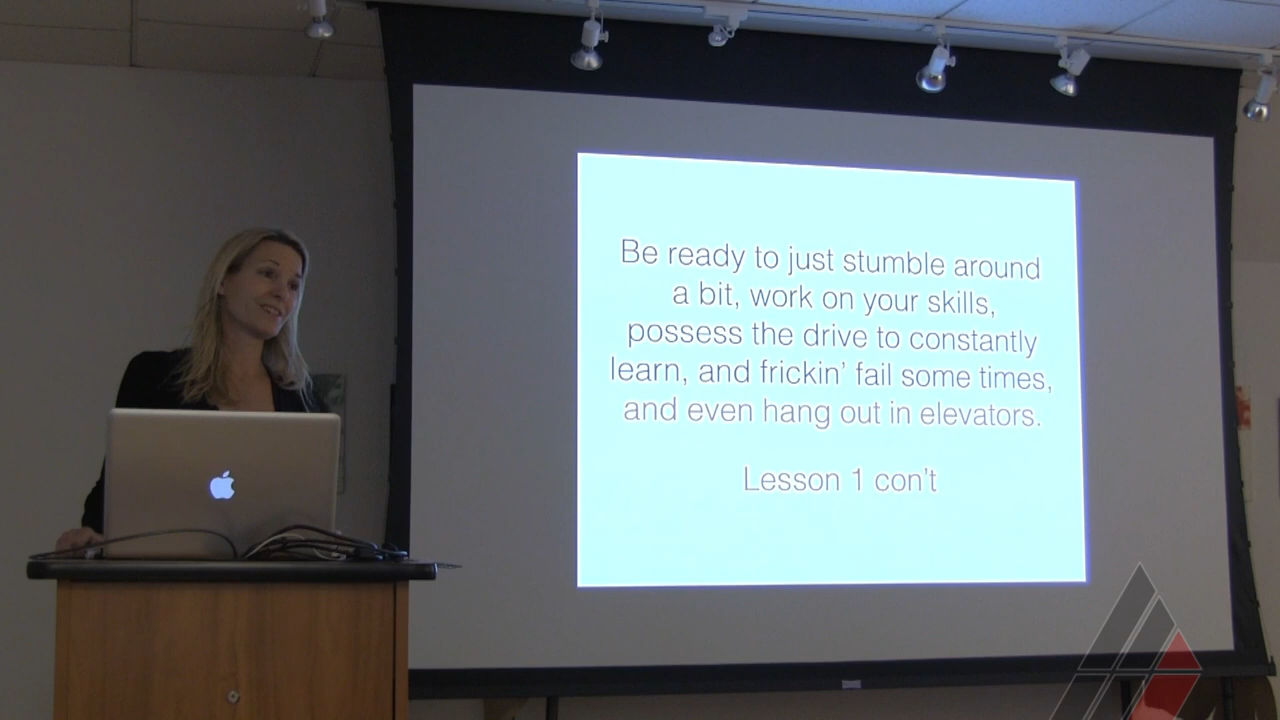 Be ready to just stumble around
a bit, work on your skills,
possess the drive to constantly
learn, and frickin' fail some times,
and even hang out in elevators.
Lesson 1 con't